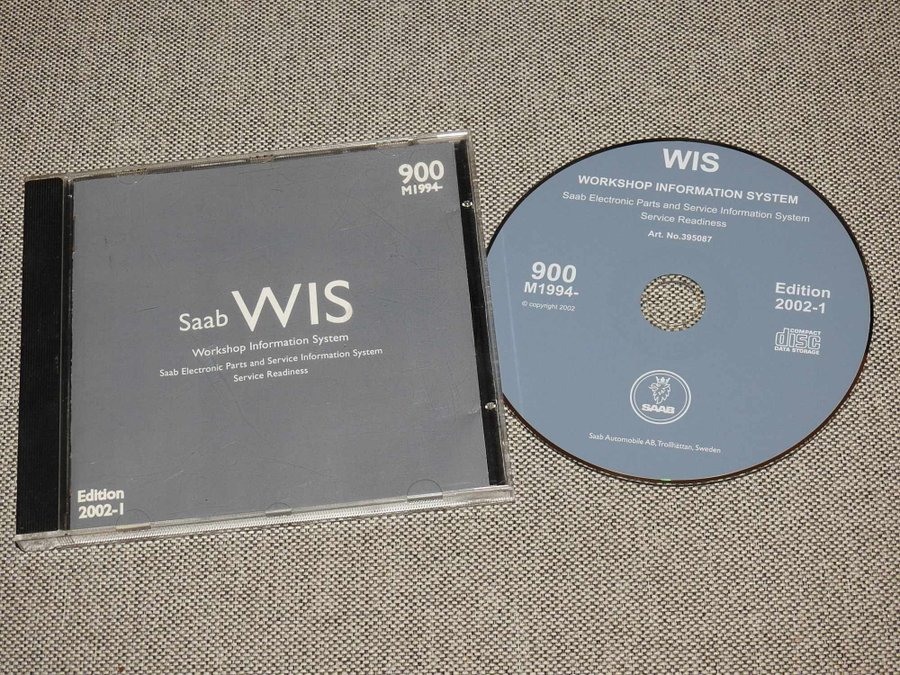 900
M1994-
Saab WIS
Workshop Information System
Saab Electronic Parts and Service Information System
Service Readiness
Edition
2002-1
WIS
WORKSHOP INFORMATION SYSTEM
Saab Electronic Parts and Service Information System
Service Readiness
Art. No.395087
900
M1994-
© copyright 2002
Edition
2002-1
COMPACT
disc
DATA STORAGE
SAAB
Saab Automobile AB, Trollhättan, Sweden